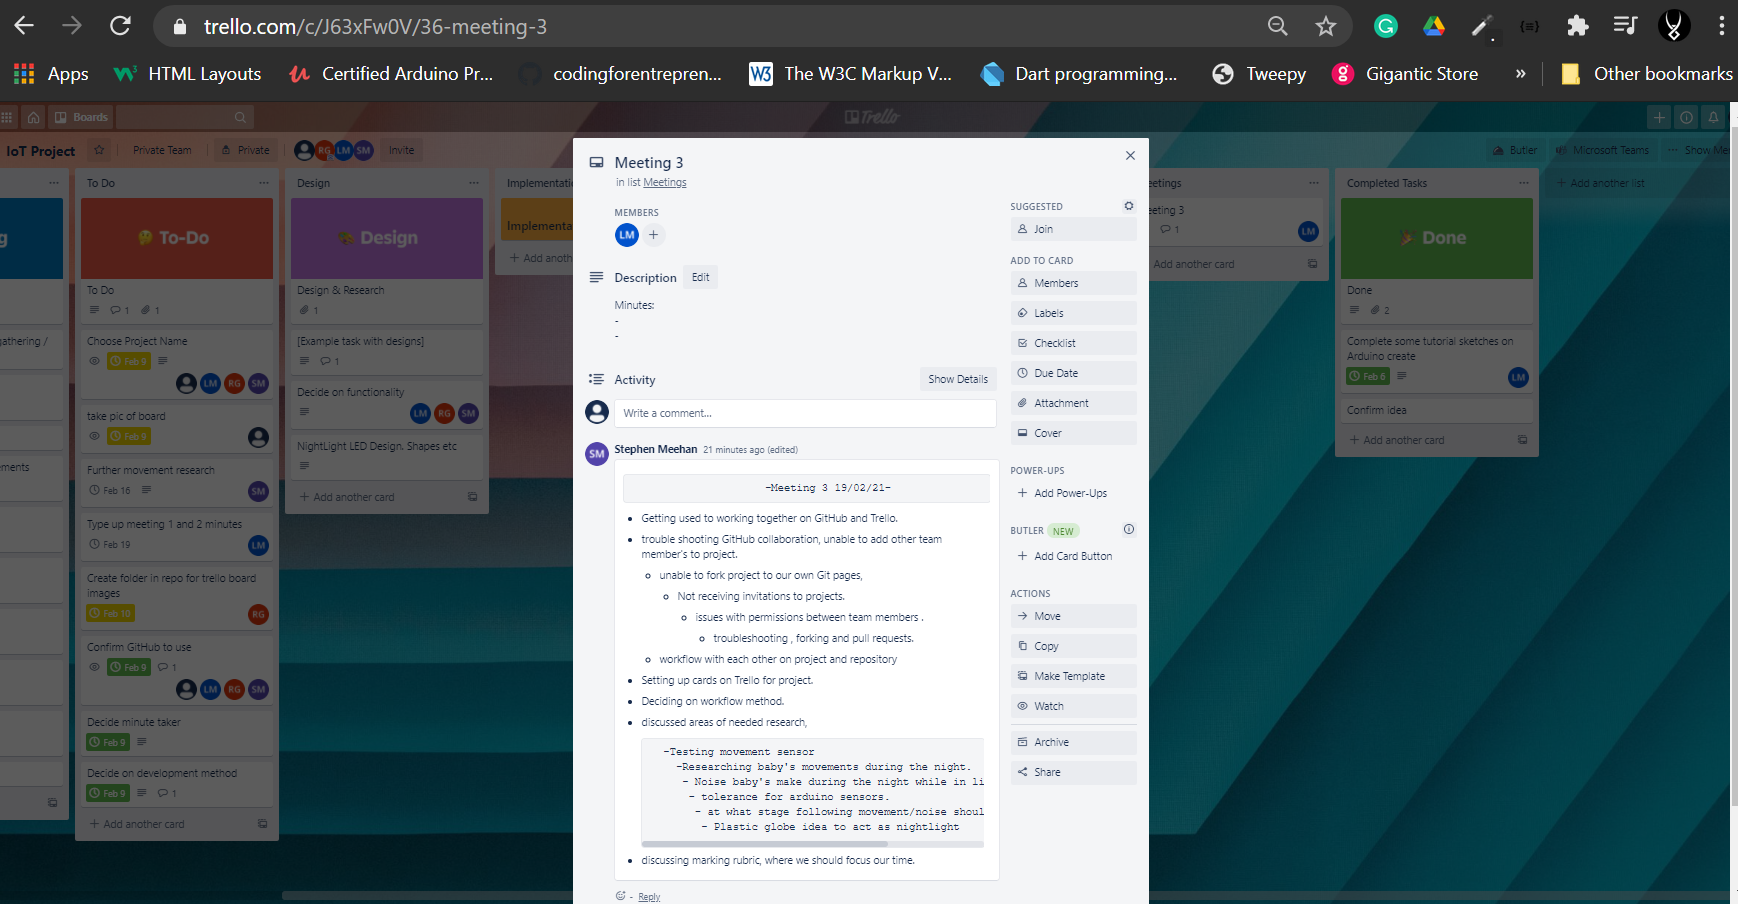 trello.com/c/J63xFw0V/36-meeting-3
Apps
HTML Layouts
Certified Arduino Pr...
codingforentrepren...
The W3C Markup V...
Dart programming...
Tweepy
Gigantic Store
»
Other bookmarks
Boards
Trello
IoT Project
Private Team
Private
RG
LM
SM
Invite
Butler
Microsoft Teams
Show Me
g
athering /
ements
To Do
To-Do
To Do
1
1
Choose Project Name
Feb 9
LM RG SM
take pic of board
Feb 9
Further movement research
Feb 16
SM
Type up meeting 1 and 2 minutes
Feb 19
LM
Create folder in repo for trello board
images
Feb 10
RG
Confirm GitHub to use
Feb 9
1
LM RG SM
Decide minute taker
Feb 9
Decide on development method
Feb 9
1
+ Add another card
Design
Design
Design & Research
1
[Example task with designs]
1
Decide on functionality
LM RG SM
NightLight LED Design. Shapes etc
+ Add another card
Implementati
Implementa
+ Add anoth
Meeting 3
in list Meetings
MEMBERS
LM +
Description
Edit
Minutes:
-
-
Activity
Show Details
Write a comment...
SM
Stephen Meehan 21 minutes ago (edited)
-Meeting 3 19/02/21-
Getting used to working together on GitHub and Trello.
trouble shooting GitHub collaboration, unable to add other team
member's to project.
unable to fork project to our own Git pages,
Not receiving invitations to projects.
issues with permissions between team members .
troubleshooting , forking and pull requests.
workflow with each other on project and repository
Setting up cards on Trello for project.
Deciding on workflow method.
discussed areas of needed research,
-Testing movement sensor
-Researching baby's movements during the night.
- Noise baby's make during the night while in li
- tolerance for arduino sensors.
- at what stage following movement/noise shoul
- Plastic globe idea to act as nightlight
discussing marking rubric, where we should focus our time.
- Reply
SUGGESTED
Join
ADD TO CARD
Members
Labels
Checklist
Due Date
Attachment
Cover
POWER-UPS
+ Add Power-Ups
BUTLER NEW
+ Add Card Button
ACTIONS
Move
Copy
Make Template
Watch
Archive
Share
eetings
eeting 3
1
LM
Add another card
Completed Tasks
Done
Done
2
Complete some tutorial sketches on
Arduino create
Feb 6
LM
Confirm idea
+ Add another card
+ Add another list